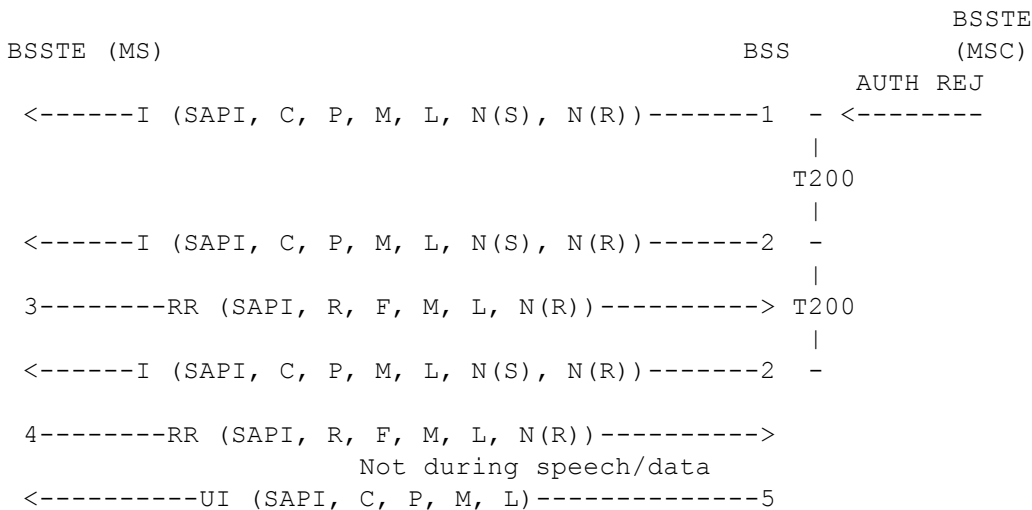 BSSTE
BSSTE (MS) BSS (MSC)
AUTH REJ
<------I (SAPI, C, P, M, L, N(S), N(R))-------1 - <--------
|
T200
|
<------I (SAPI, C, P, M, L, N(S), N(R))-------2 -
|
3--------RR (SAPI, R, F, M, L, N(R))----------> T200
|
<------I (SAPI, C, P, M, L, N(S), N(R))-------2 -
4--------RR (SAPI, R, F, M, L, N(R))---------->
Not during speech/data
<----------UI (SAPI, C, P, M, L)--------------5